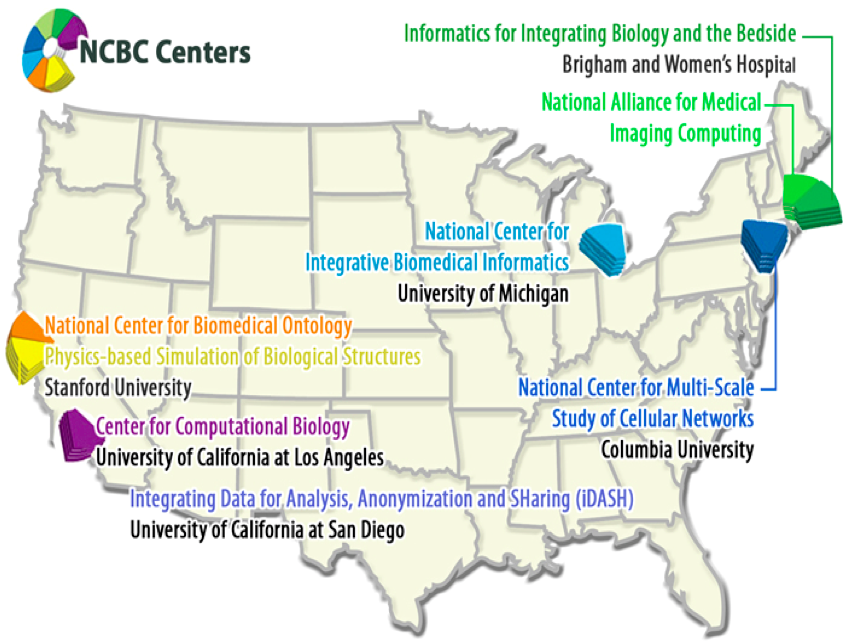 NCBC Centers
Informatics for Integrating Biology and the Bedside
Brigham and Women's Hospital
National Alliance for Medical
Imaging Computing
National Center for
Integrative Biomedical Informatics
University of Michigan
National Center for Biomedical Ontology
Physics-based Simulation of Biological Structures
Stanford University
National Center for Multi-Scale
Study of Cellular Networks
Columbia University
Center for Computational Biology
University of California at Los Angeles
Integrating Data for Analysis, Anonymization and SHaring (iDASH)
University of California at San Diego